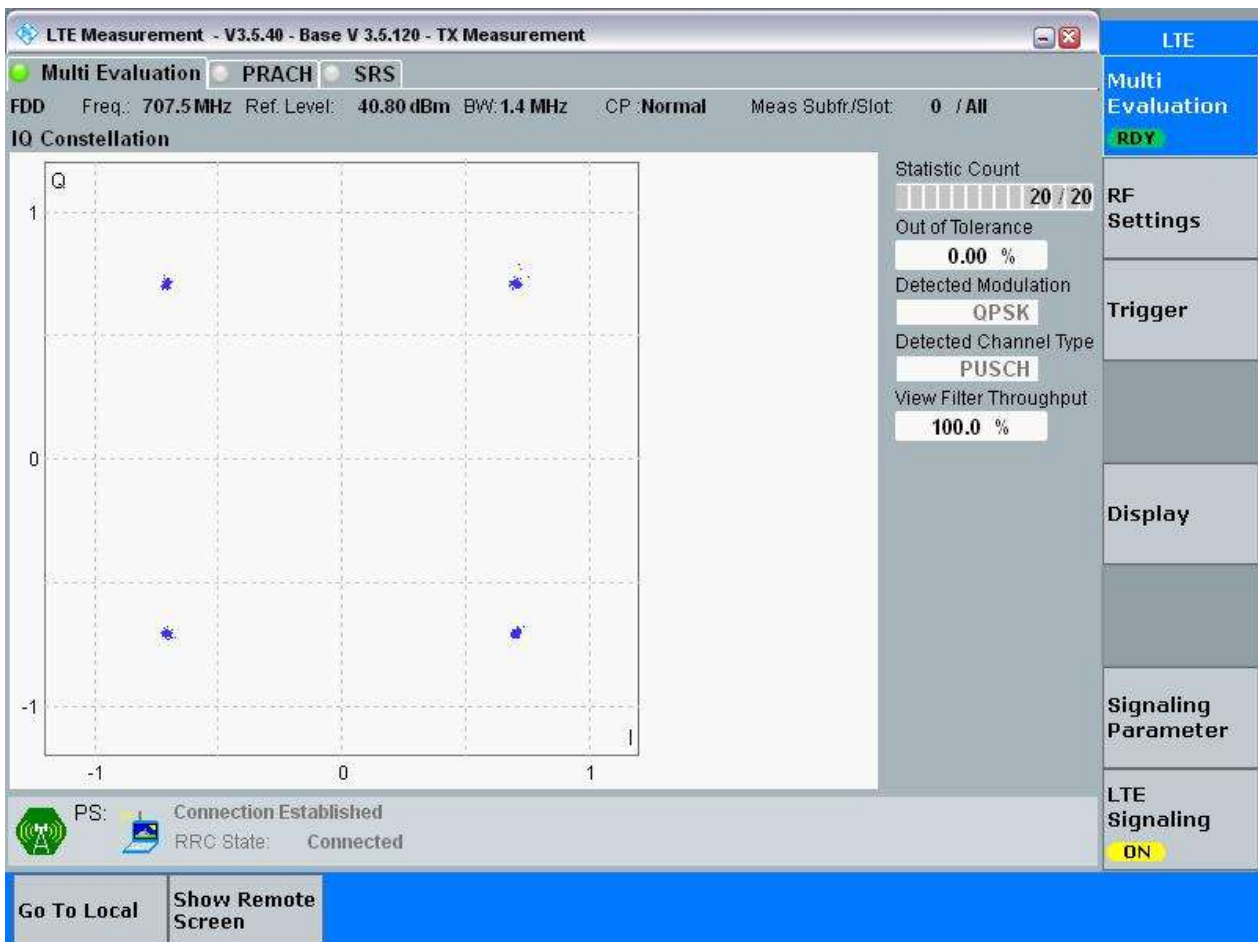 LTE Measurement - V3.5.40 - Base V 3.5.120 - TX Measurement
Multi Evaluation PRACH SRS
FDD Freq.: 707.5 MHz Ref. Level: 40.80 dBm BW: 1.4 MHz CP :Normal Meas Subfr./Slot: 0 / All
IQ Constellation
Q
1
0
-1
I
-1 0 1
Statistic Count
20 / 20
Out of Tolerance
0.00 %
Detected Modulation
QPSK
Detected Channel Type
PUSCH
View Filter Throughput
100.0 %
PS: Connection Established
RRC State: Connected
LTE
Multi
Evaluation
RDY
RF
Settings
Trigger
Display
Signaling
Parameter
LTE
Signaling
ON
Go To Local
Show Remote
Screen